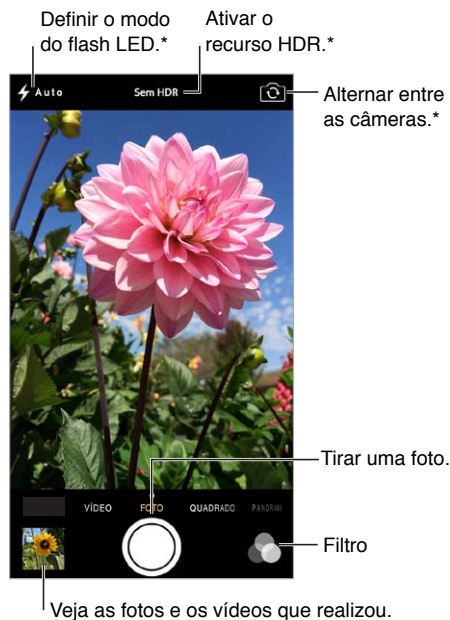 Definir o modo
do flash LED.*
Ativar o
recurso HDR.*
Auto
Sem HDR
Alternar entre
as câmeras.*
Tirar uma foto.
VÍDEO
FOTO
QUADRADO
Filtro
Veja as fotos e os vídeos que realizou.